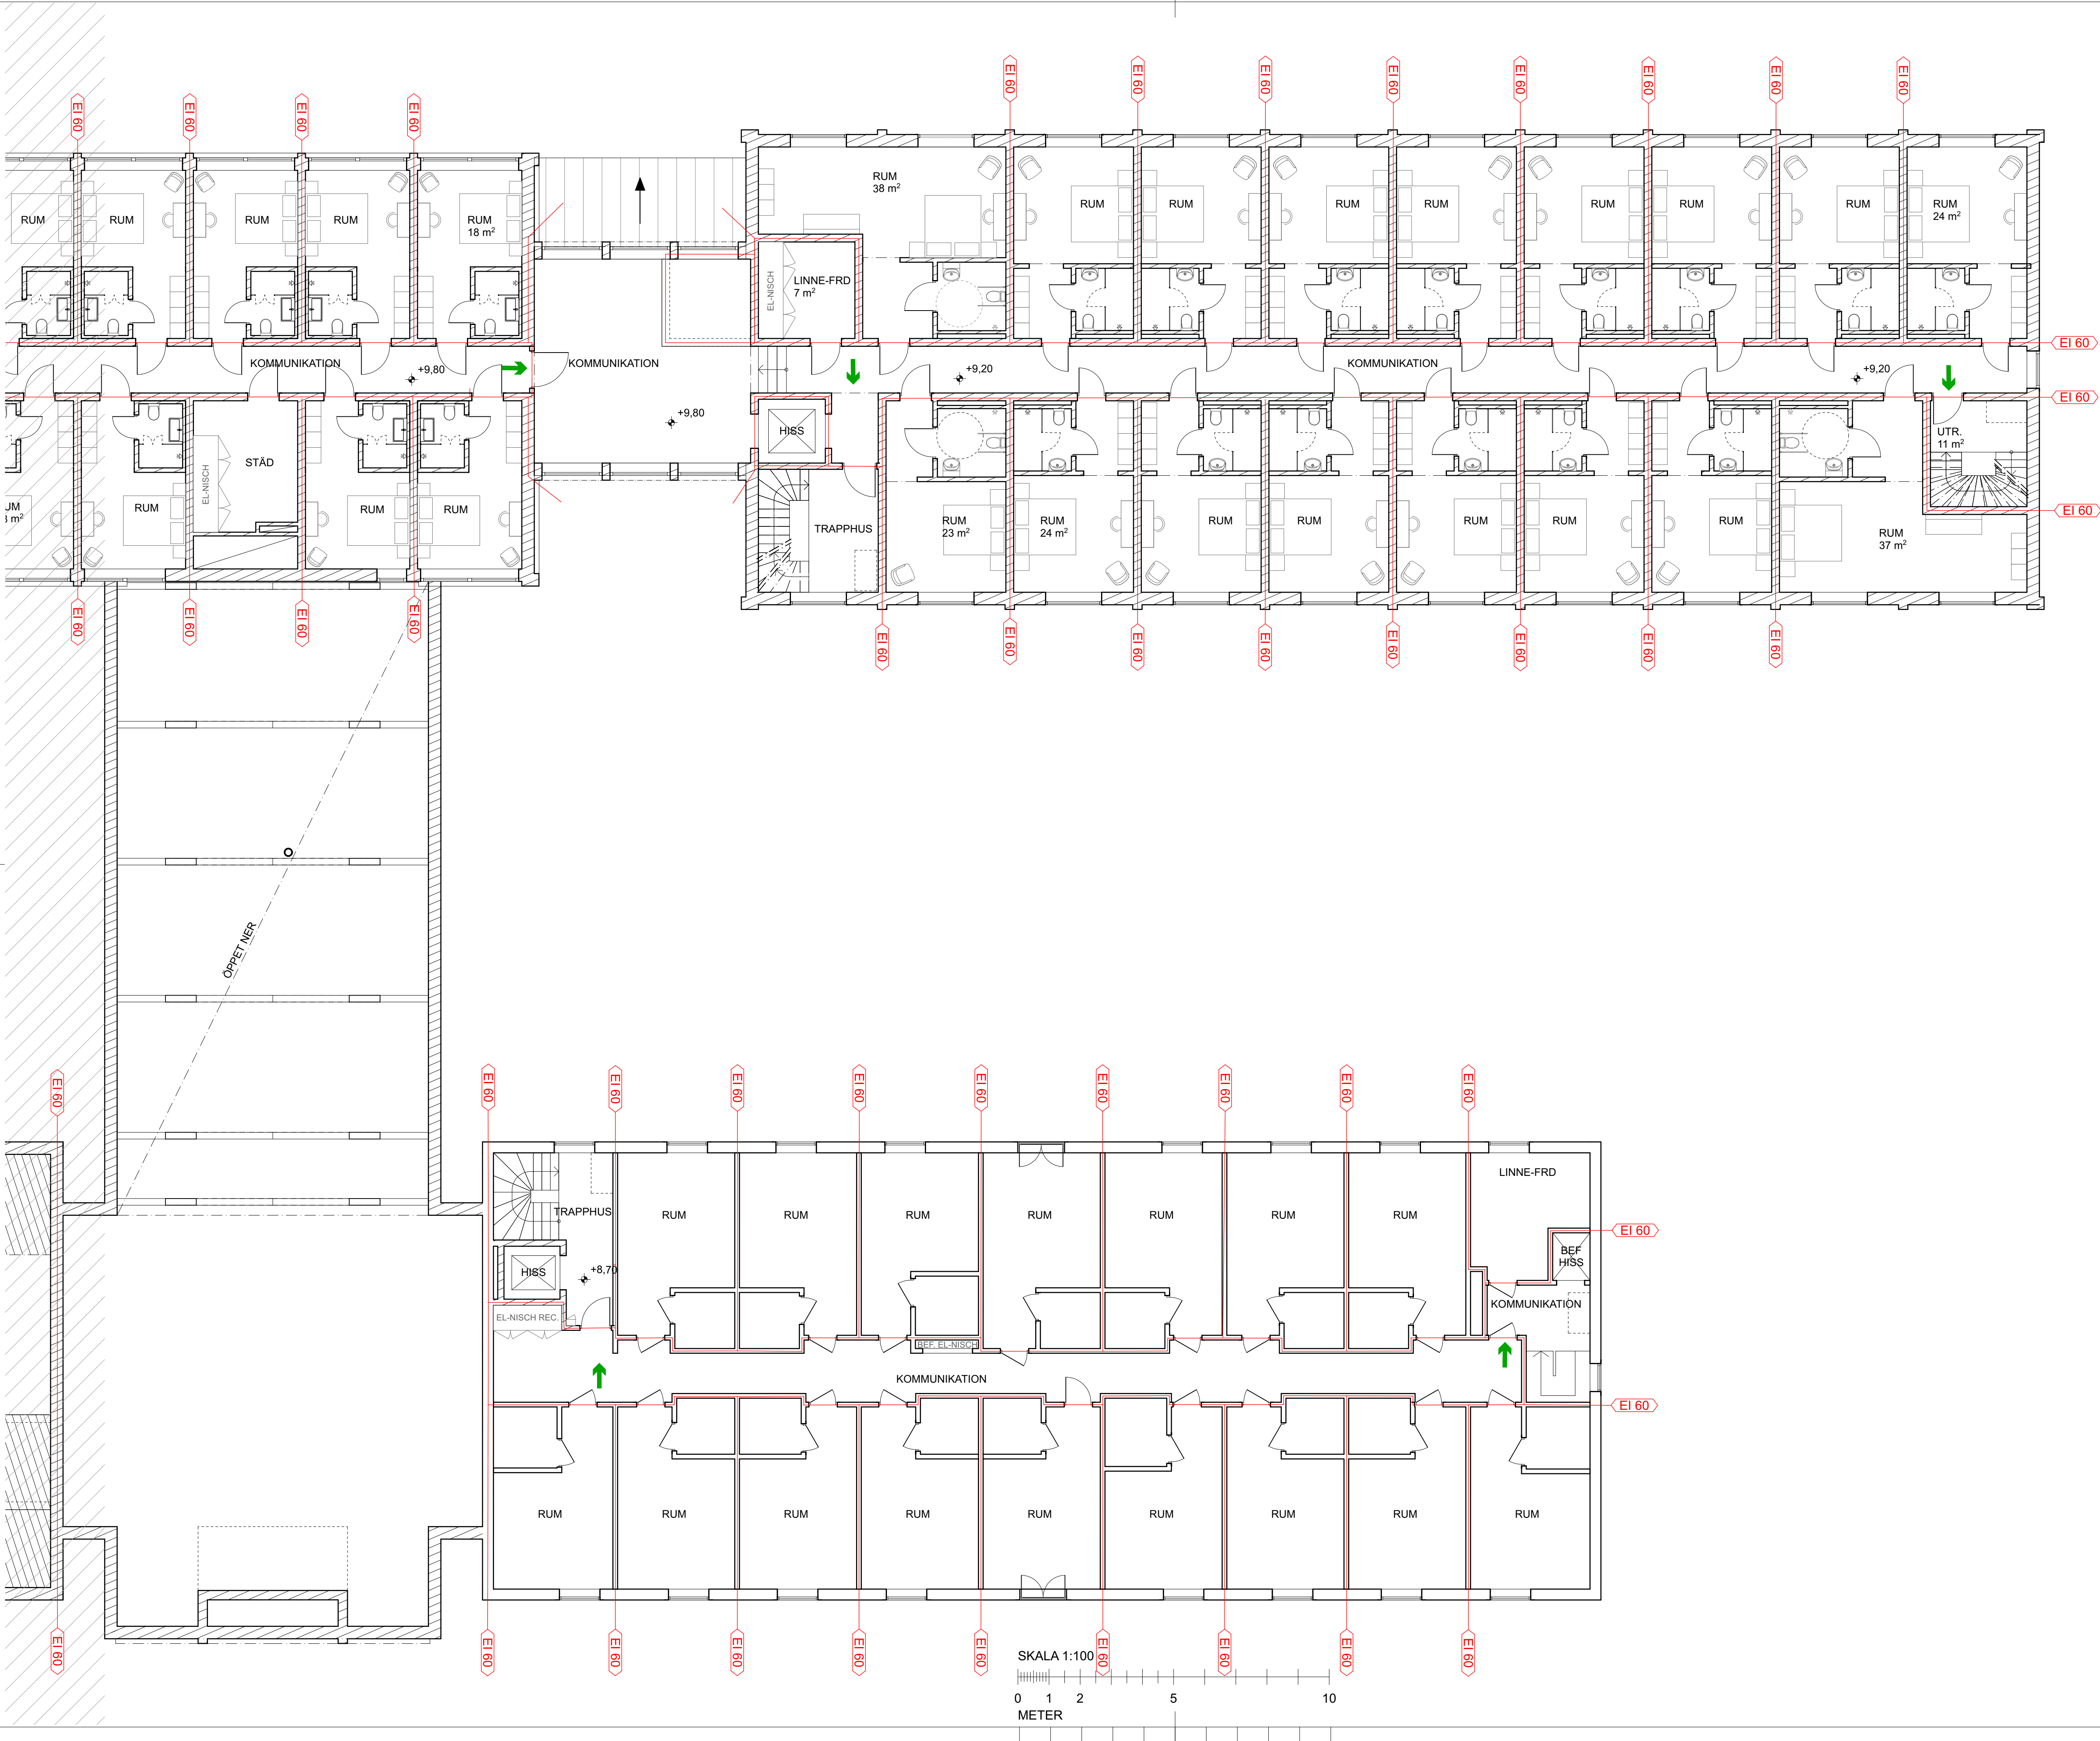 EI 60
EI 60
EI 60
EI 60
EI 60
EI 60
EI 60
EI 60
EI 60
EI 60
EI 60
EI 60
RUM
RUM
RUM
RUM
RUM
18 m²
RUM
38 m²
RUM
RUM
RUM
RUM
RUM
RUM
RUM
RUM
24 m²
EL-NISCH
LINNE-FRD
7 m²
KOMMUNIKATION
+9,80
KOMMUNIKATION
+9,80
+9,20
KOMMUNIKATION
+9,20
EI 60
EI 60
HISS
STÄD
EL-NISCH
UTR.
11 m²
RUM
RUM
RUM
TRAPPHUS
RUM
23 m²
RUM
24 m²
RUM
RUM
RUM
RUM
RUM
RUM
37 m²
EI 60
EI 60
EI 60
EI 60
EI 60
EI 60
EI 60
EI 60
EI 60
EI 60
EI 60
EI 60
EI 60
ÖPPET NER
EI 60
EI 60
EI 60
EI 60
EI 60
EI 60
EI 60
EI 60
EI 60
EI 60
TRAPPHUS
RUM
RUM
RUM
RUM
RUM
RUM
RUM
LINNE-FRD
EI 60
BEF
HISS
HISS
+8,70
KOMMUNIKATION
EL-NISCH REC.
BEF. EL-NISCH
KOMMUNIKATION
EI 60
RUM
RUM
RUM
RUM
RUM
RUM
RUM
RUM
RUM
EI 60
EI 60
EI 60
EI 60
EI 60
EI 60
EI 60
EI 60
EI 60
EI 60
SKALA 1:100
0 1 2 5 10
METER